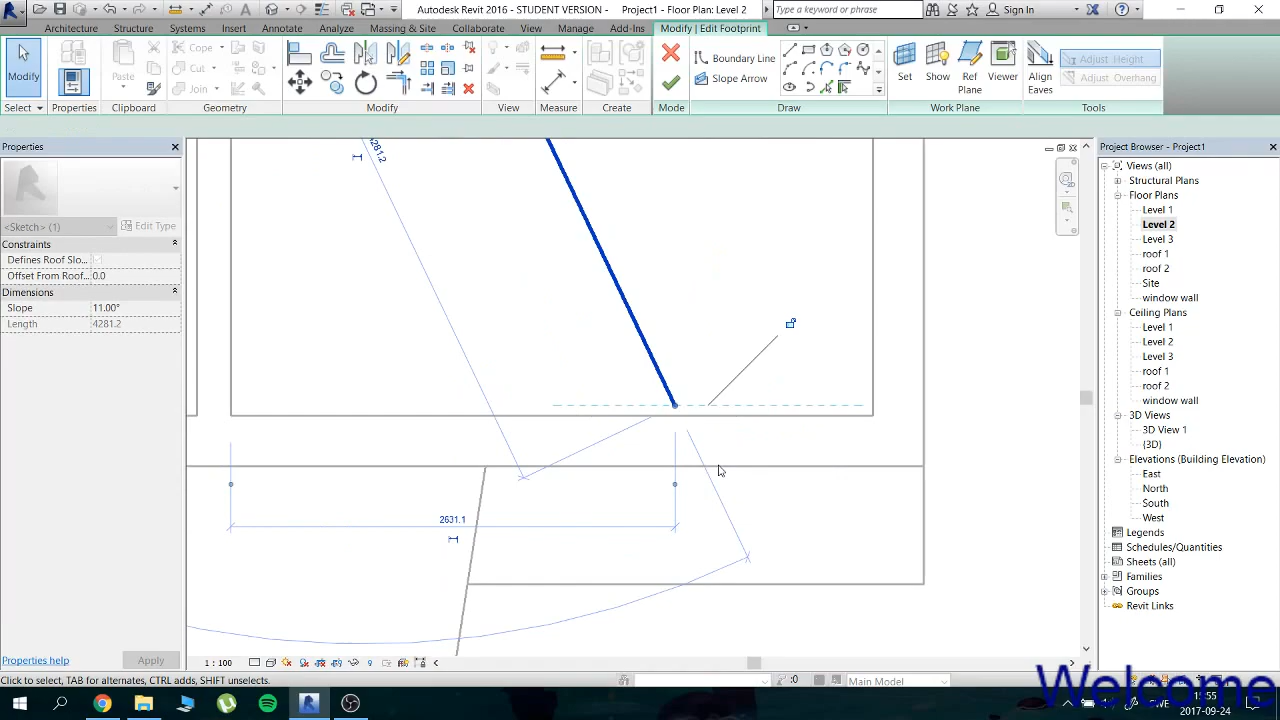 Autodesk Revit 2016 - STUDENT VERSION - Project1 - Floor Plan: Level 2
Type a keyword or phrase
Sign In
Architecture Structure Systems Insert Annotate Analyze Massing & Site Collaborate View Manage Add-Ins Modify | Edit Footprint
Modify
Paste
Cope
Cut
Join
Boundary Line
Slope Arrow
Set
Show
Ref
Plane
Viewer
Align
Eaves
Adjust Height
Adjust Overhang
Select Properties Clipboard Geometry Modify View Measure Create Mode Draw Work Plane Tools
Properties
<Sketch> (1)
Edit Type
Constraints
Defines Roof Slo...
Offset From Roof... 0.0
Dimensions
Slope 11.00°
Length 4281.2
Properties help
Apply
4281.2
2631.1
Project Browser - Project1
Views (all)
Structural Plans
Floor Plans
Level 1
Level 2
Level 3
roof 1
roof 2
Site
window wall
Ceiling Plans
Level 1
Level 2
Level 3
roof 1
roof 2
window wall
3D Views
3D View 1
{3D}
Elevations (Building Elevation)
East
North
South
West
Legends
Schedules/Quantities
Sheets (all)
Families
Groups
Revit Links
1 : 100
Click to select, TAB for alternates, CTRL adds, SHIFT unselects.
:0
Main Model
Welcome
SWE
15:55
2017-09-24